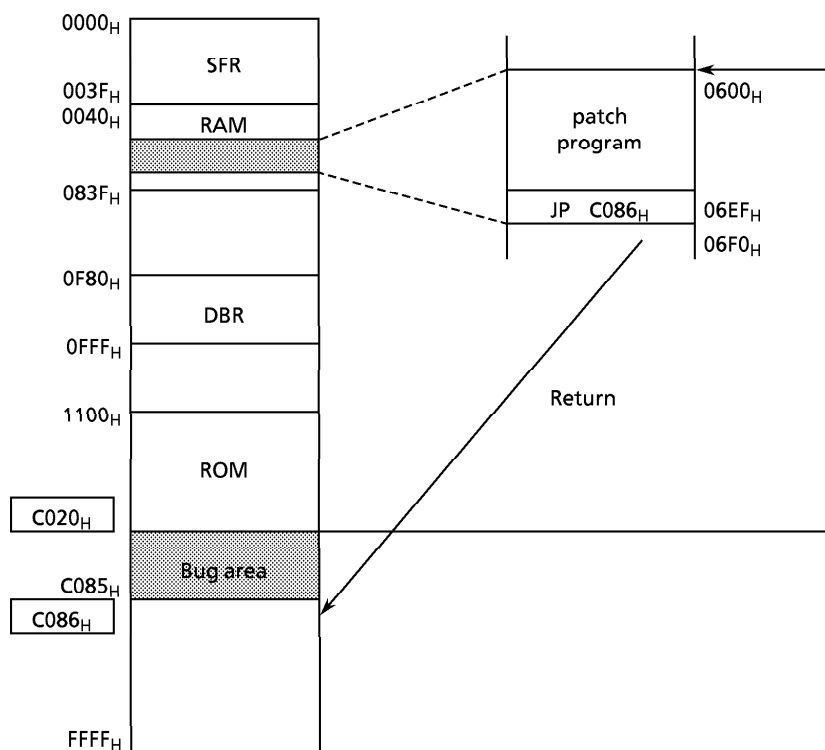 0000H
SFR
003FH
0040H
RAM
083FH
0F80H
DBR
0FFFH
1100H
ROM
C020H
Bug area
C085H
C086H
FFFFH
0600H
patch
program
JP C086H
06EFH
06F0H
Return